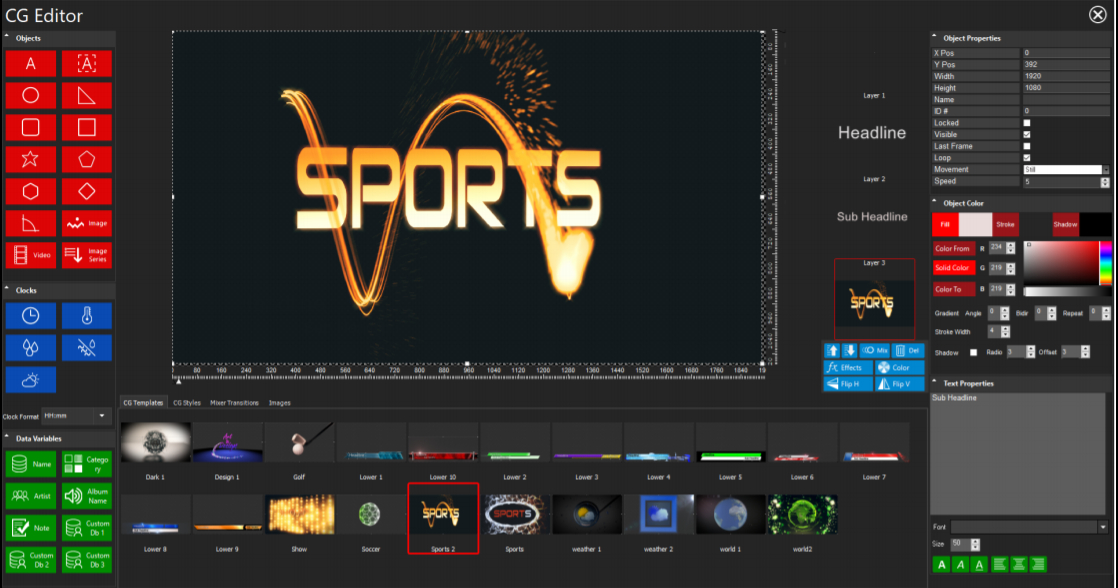 CG Editor
Objects
A
A
Image
Video
Image Series
Clocks
Clock Format HH:mm
Data Variables
Name
Catego ry
Artist
Album Name
Note
Custom Db 1
Custom Db 2
Custom Db 3
SPORTS
0 80 160 240 320 400 480 560 640 720 800 880 960 1040 1120 1200 1280 1360 1440 1520 1600 1680 1760 1840 19
Layer 1
Headline
Layer 2
Sub Headline
Layer 3
SPORTS
Mix
Del
fx Effects
Color
Flip H
Flip V
CG Templates CG Styles Mixer Transitions Images
Dark 1 Design 1 Golf Lower 1 Lower 10 Lower 2 Lower 3 Lower 4 Lower 5 Lower 6 Lower 7
SPORTS SPORTS
Lower 8 Lower 9 Show Soccer Sports 2 Sports weather 1 weather 2 world 1 world2
Object Properties
X Pos 0
Y Pos 392
Width 1920
Height 1080
Name
ID # 0
Locked
Visible
Last Frame
Loop
Movement Still
Speed 5
Object Color
Fill Stroke Shadow
Color From R 234
Solid Color G 219
Color To B 219
Gradient Angle 0 Bidir 0 Repeat 0
Stroke Width 4
Shadow Radio 3 Offset 3
Text Properties
Sub Headline
Font
Size 50
A A A